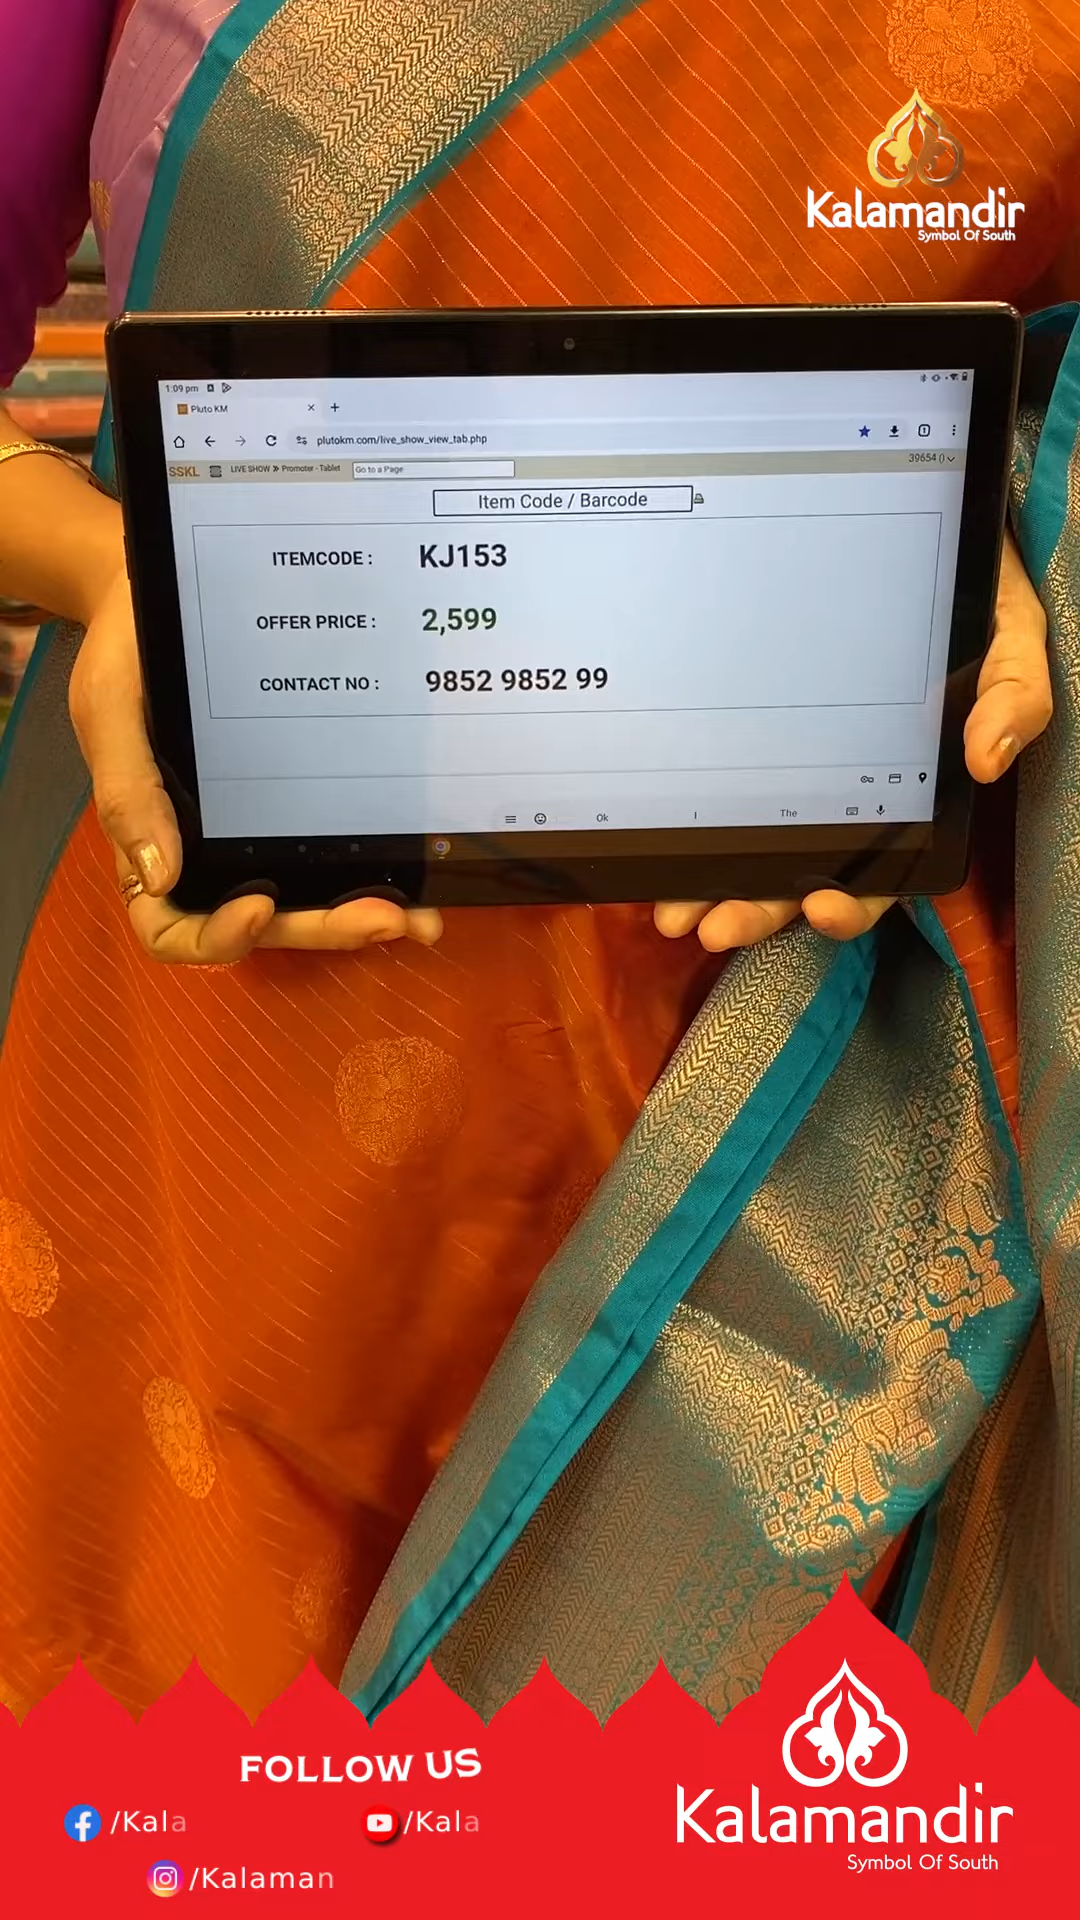 Kalamandir
Symbol Of South
1:09 pm
Pluto KM
plutokm.com/live_show_view_tab.php
SSKL
LIVE SHOW » Promoter - Tablet
Go to a Page
39654 ()
Item Code / Barcode
ITEMCODE : KJ153
OFFER PRICE : 2,599
CONTACT NO : 9852 9852 99
Ok
I
The
FOLLOW US
/Kala
/Kala
/Kalaman
Kalamandir
Symbol Of South